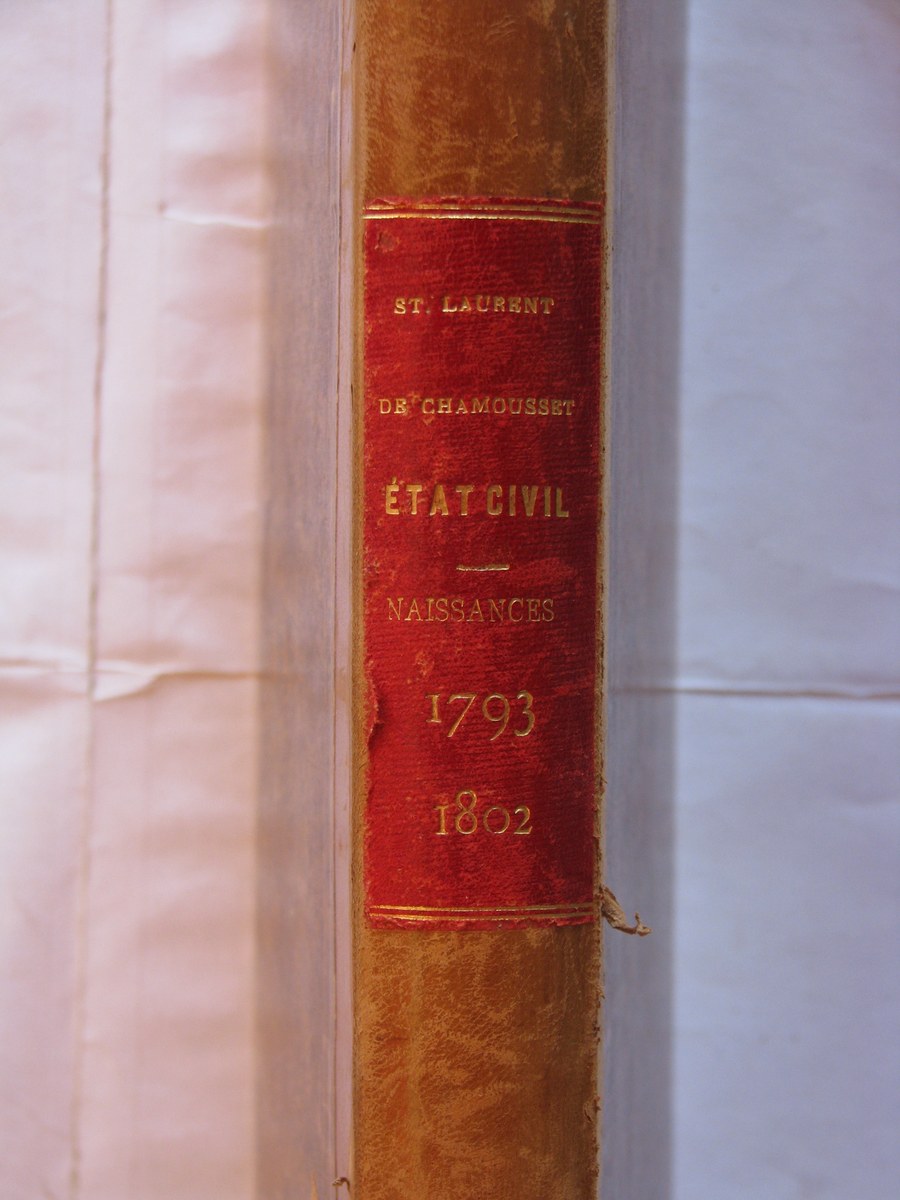 ST. LAURENT
DE CHAMOUSSET
ÉTAT CIVIL
NAISSANCES
1793
1802